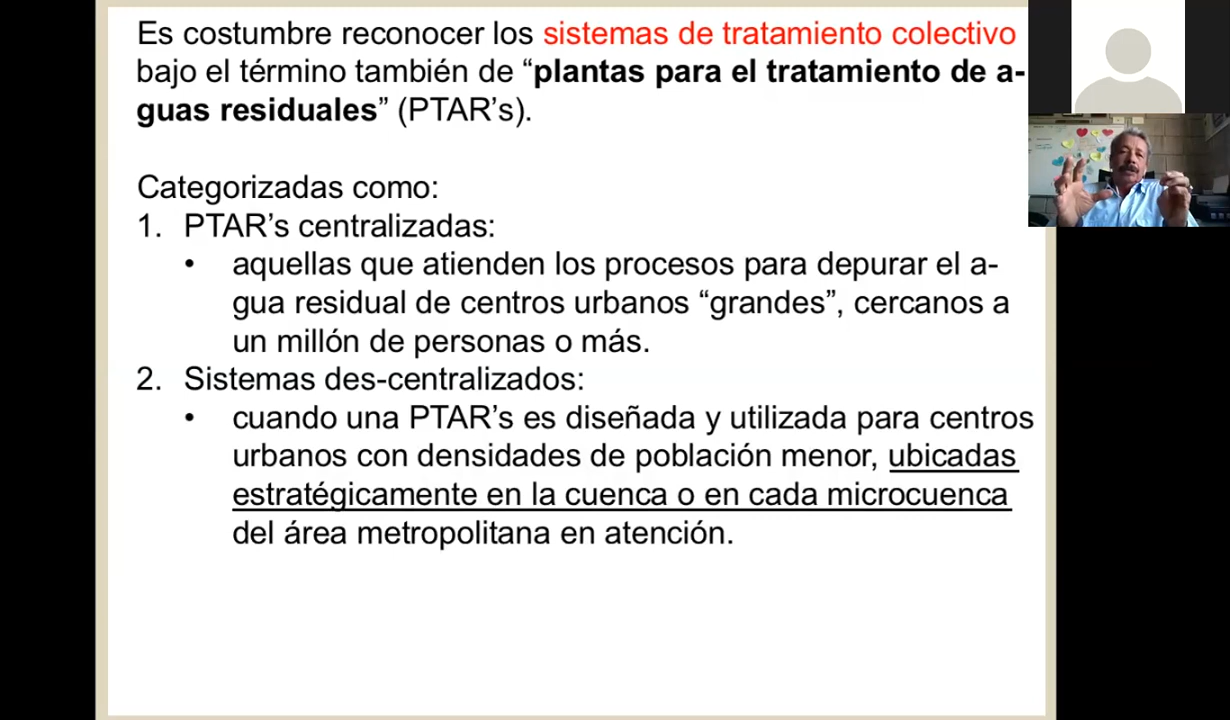 Es costumbre reconocer los sistemas de tratamiento colectivo
bajo el término también de “plantas para el tratamiento de a-
guas residuales” (PTAR’s).
Categorizadas como:
1. PTAR’s centralizadas:
• aquellas que atienden los procesos para depurar el a-
gua residual de centros urbanos “grandes”, cercanos a
un millón de personas o más.
2. Sistemas des-centralizados:
• cuando una PTAR’s es diseñada y utilizada para centros
urbanos con densidades de población menor, ubicadas
estratégicamente en la cuenca o en cada microcuenca
del área metropolitana en atención.